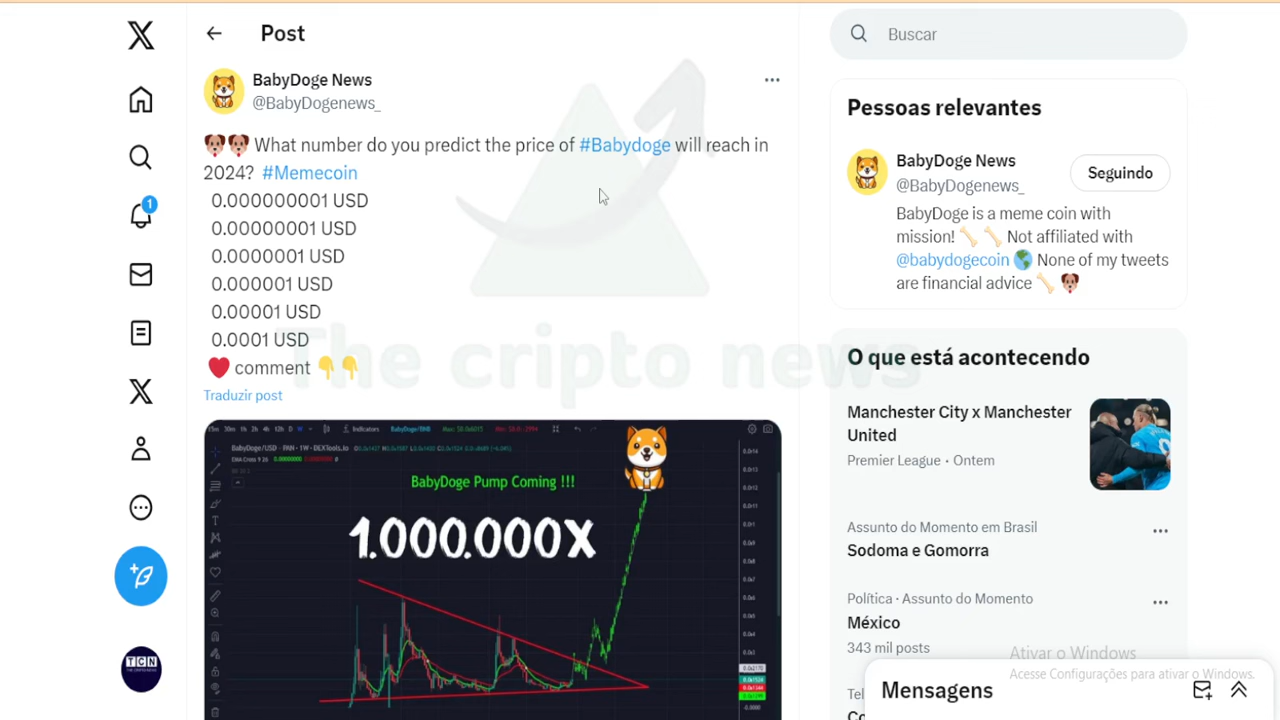 Post
BabyDoge News
@BabyDogenews_
What number do you predict the price of #Babydoge will reach in
2024? #Memecoin
0.000000001 USD
0.00000001 USD
0.0000001 USD
0.000001 USD
0.00001 USD
0.0001 USD
comment
Traduzir post
BabyDoge Pump Coming !!!
1.000.000X
Indicators
BabyDoge/BNB
The cripto news
TCN
1
Buscar
Pessoas relevantes
BabyDoge News
@BabyDogenews_
Seguindo
BabyDoge is a meme coin with
mission! Not affiliated with
@babydogecoin None of my tweets
are financial advice
O que está acontecendo
Manchester City x Manchester
United
Premier League · Ontem
Assunto do Momento em Brasil
Sodoma e Gomorra
Política · Assunto do Momento
México
343 mil posts
Ativar o Windows
Acesse Configurações para ativar o Windows.
Mensagens